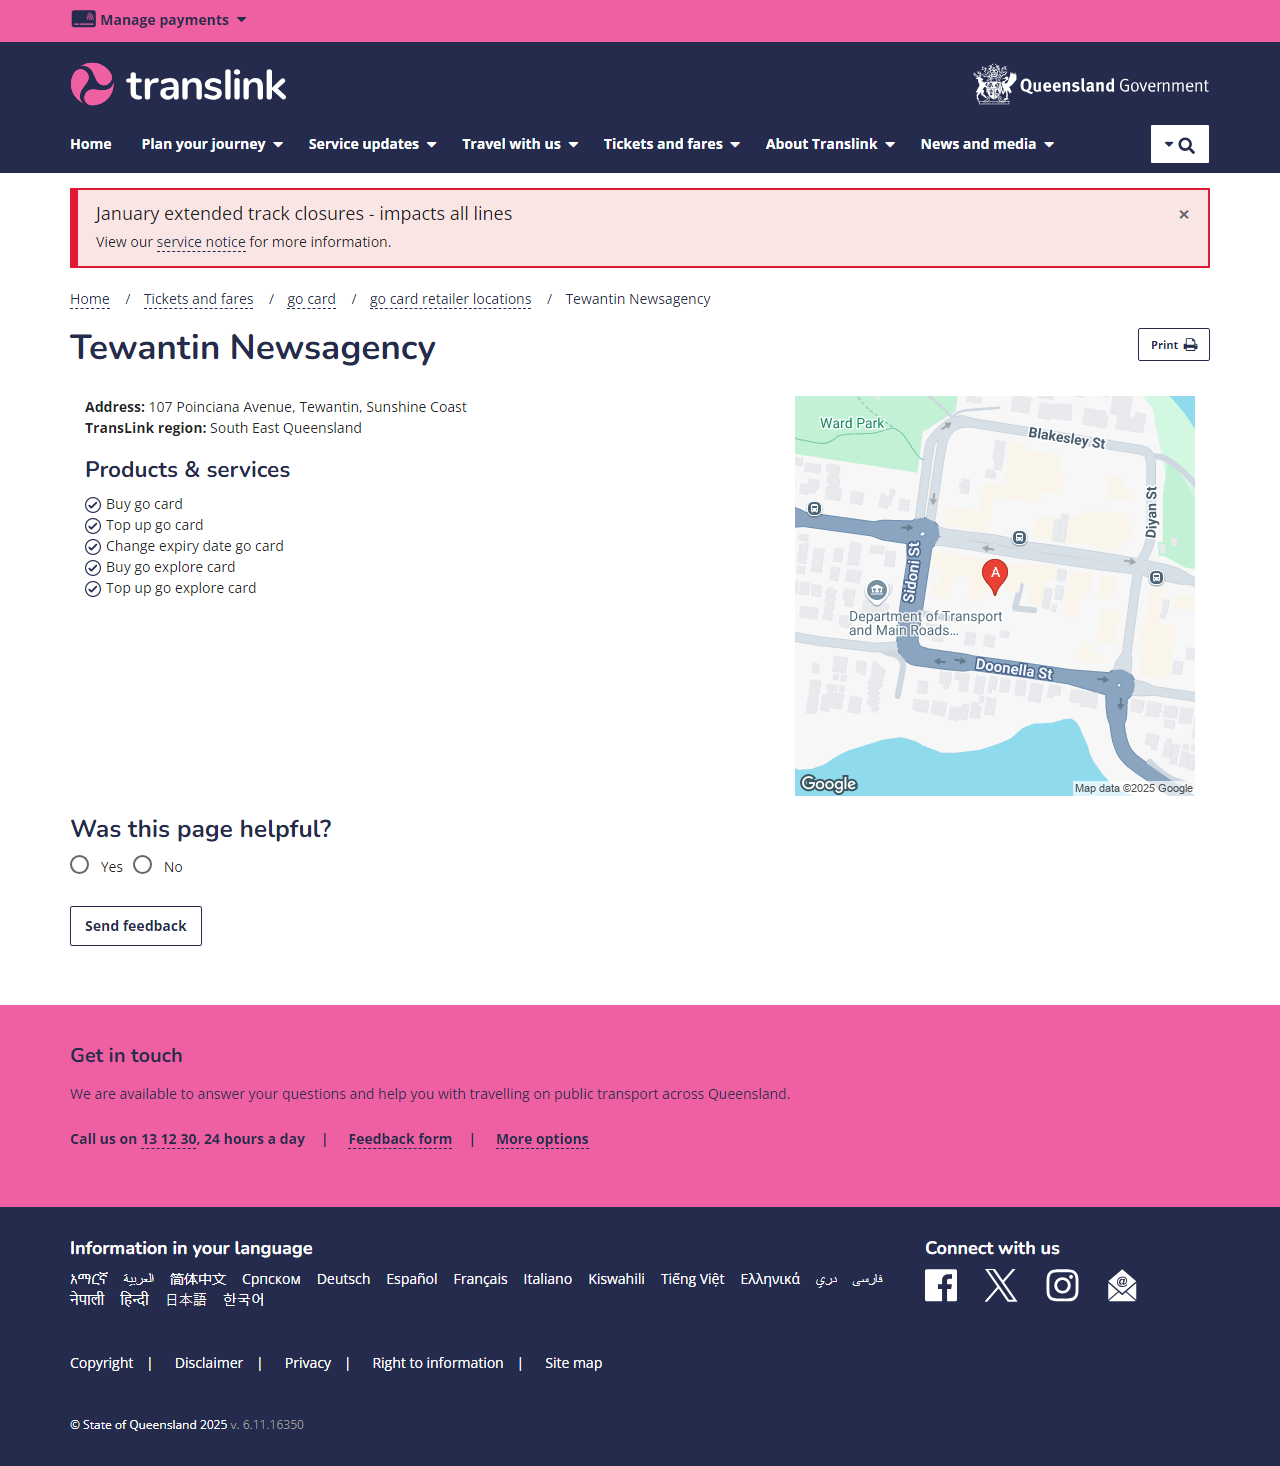 Manage payments
translink
Queensland Government
Home Plan your journey Service updates Travel with us Tickets and fares About Translink News and media
January extended track closures - impacts all lines ×
View our service notice for more information.
Home / Tickets and fares / go card / go card retailer locations / Tewantin Newsagency
Tewantin Newsagency
Print
Address: 107 Poinciana Avenue, Tewantin, Sunshine Coast
TransLink region: South East Queensland
Products & services
Buy go card
Top up go card
Change expiry date go card
Buy go explore card
Top up go explore card
Ward Park
Blakesley St
Diyan St
Sidoni St
A
Department of Transport
and Main Roads...
Doonella St
Google
Map data ©2025 Google
Was this page helpful?
Yes No
Send feedback
Get in touch
We are available to answer your questions and help you with travelling on public transport across Queensland.
Call us on 13 12 30, 24 hours a day | Feedback form | More options
Information in your language
አማርኛ العربية 简体中文 Српском Deutsch Español Français Italiano Kiswahili Tiếng Việt Ελληνικά دري فارسی
नेपाली हिन्दी 日本語 한국어
Connect with us
Copyright | Disclaimer | Privacy | Right to information | Site map
© State of Queensland 2025 v. 6.11.16350